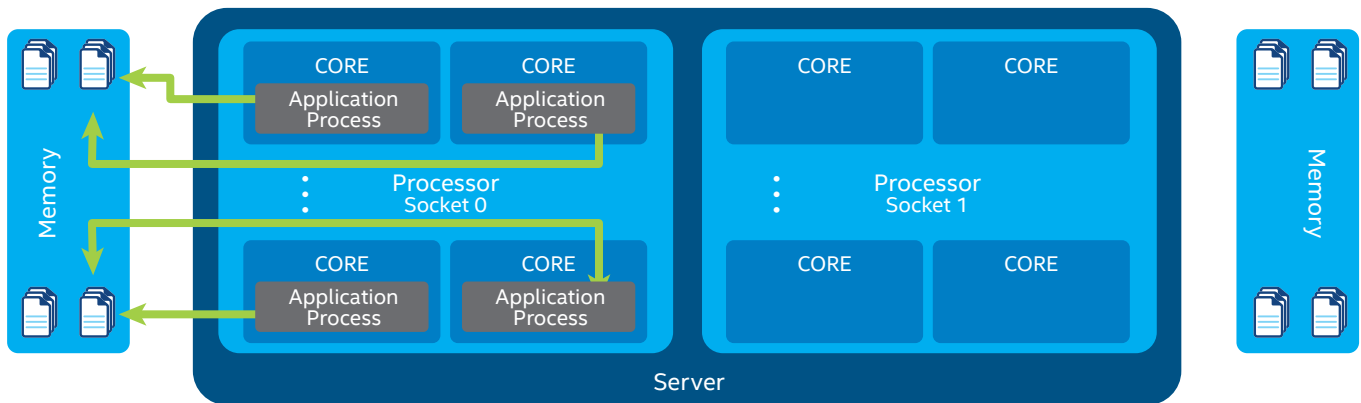 CORE
Application
Process
CORE
Application
Process
CORE
CORE
Memory
Processor
Socket 0
Processor
Socket 1
Memory
CORE
Application
Process
CORE
Application
Process
CORE
CORE
Server